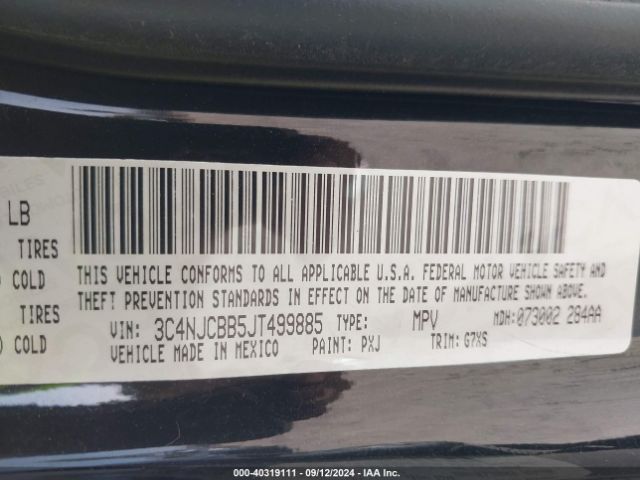 LB
TIRES
COLD
TIRES
COLD
THIS VEHICLE CONFORMS TO ALL APPLICABLE U.S.A. FEDERAL MOTOR VEHICLE SAFETY AND
THEFT PREVENTION STANDARDS IN EFFECT ON THE DATE OF MANUFACTURE SHOWN ABOVE.
VIN: 3C4NJCBB5JT499885 TYPE: MPV MDH:073002 284AA
VEHICLE MADE IN MEXICO PAINT: PXJ TRIM: G7XS
000-40319111 - 09/12/2024 - IAA Inc.